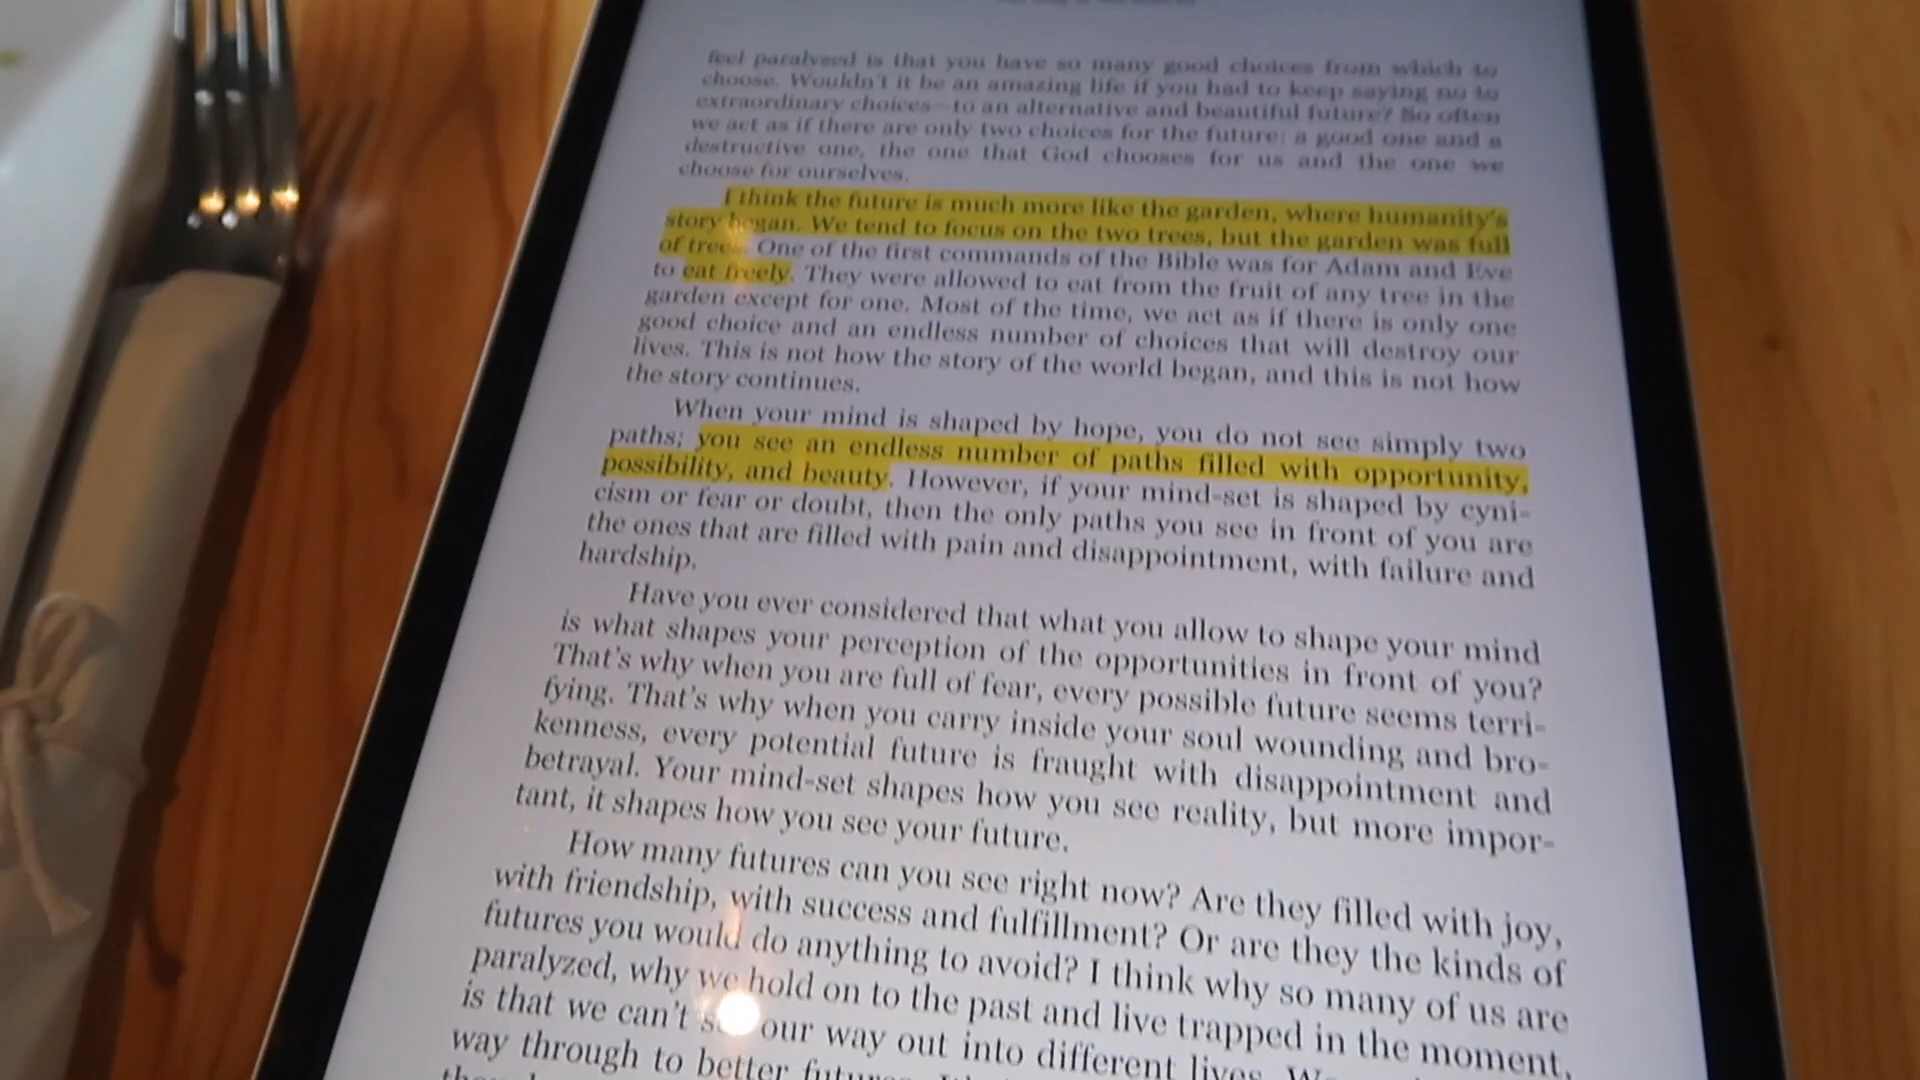 feel paralyzed is that you have so many good choices from which to
choose. Wouldn't it be an amazing life if you had to keep saying no to
extraordinary choices—to an alternative and beautiful future? So often
we act as if there are only two choices for the future: a good one and a
destructive one, the one that God chooses for us and the one we
choose for ourselves.
I think the future is much more like the garden, where humanity's
story began. We tend to focus on the two trees, but the garden was full
of trees. One of the first commands of the Bible was for Adam and Eve
to eat freely. They were allowed to eat from the fruit of any tree in the
garden except for one. Most of the time, we act as if there is only one
good choice and an endless number of choices that will destroy our
lives. This is not how the story of the world began, and this is not how
the story continues.
When your mind is shaped by hope, you do not see simply two
paths; you see an endless number of paths filled with opportunity,
possibility, and beauty. However, if your mind-set is shaped by cyni-
cism or fear or doubt, then the only paths you see in front of you are
the ones that are filled with pain and disappointment, with failure and
hardship.
Have you ever considered that what you allow to shape your mind
is what shapes your perception of the opportunities in front of you?
That's why when you are full of fear, every possible future seems terri-
fying. That's why when you carry inside your soul wounding and bro-
kenness, every potential future is fraught with disappointment and
betrayal. Your mind-set shapes how you see reality, but more impor-
tant, it shapes how you see your future.
How many futures can you see right now? Are they filled with joy,
with friendship, with success and fulfillment? Or are they the kinds of
futures you would do anything to avoid? I think why so many of us are
paralyzed, why we hold on to the past and live trapped in the moment,
is that we can't our way out into different lives.
way through to better